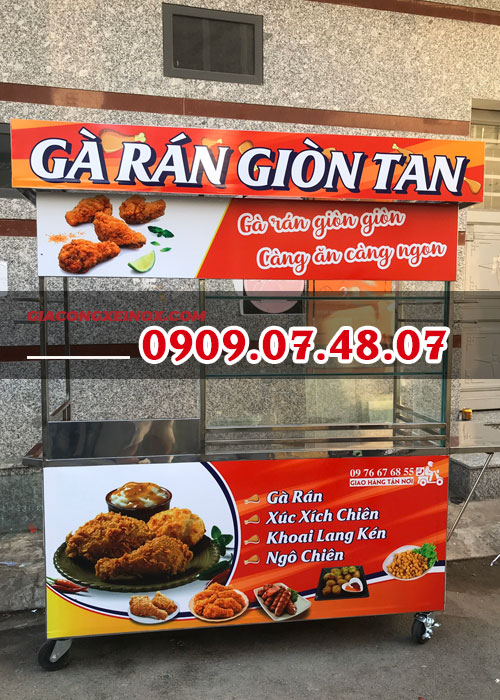 GÀ RÁN GIÒN TAN
Gà rán giòn giòn
Càng ăn càng ngon
GIACONGXEINOX.COM
0909.07.48.07
09 76 67 68 55
GIAO HÀNG TẬN NƠI
Gà Rán
Xúc Xích Chiên
Khoai Lang Kén
Ngô Chiên